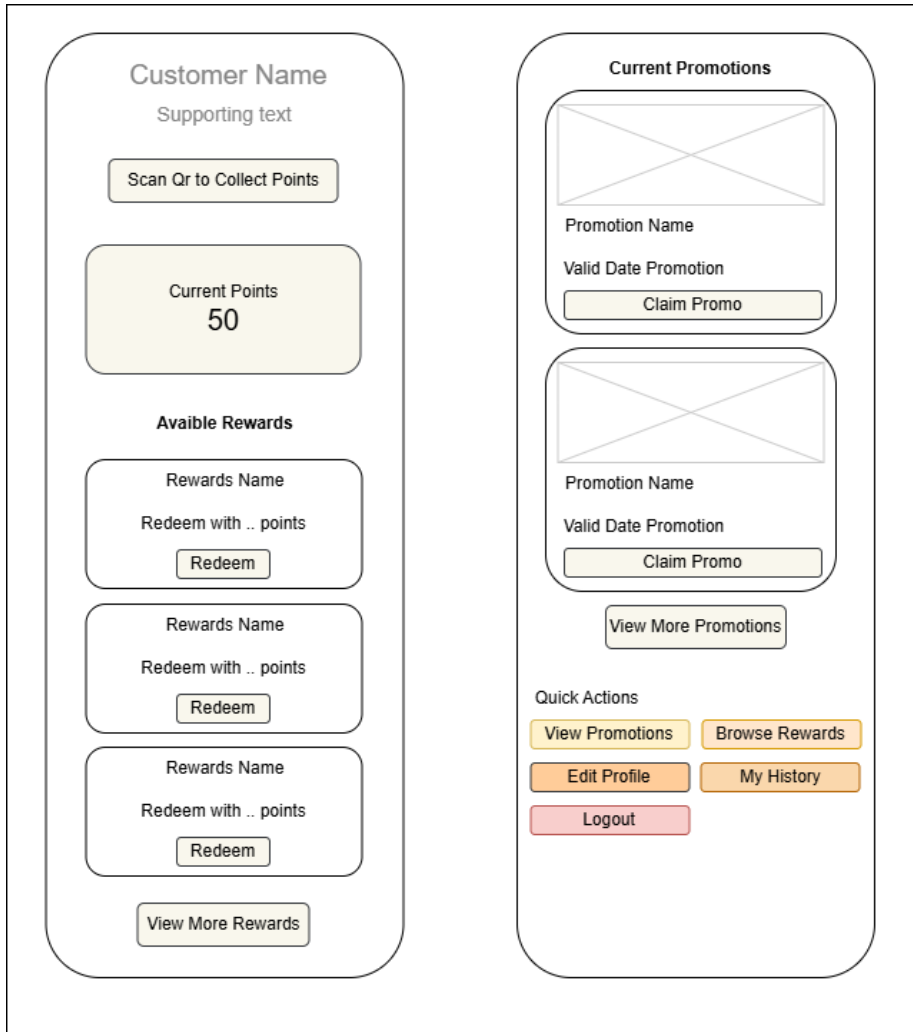 Customer Name
Supporting text
Scan Qr to Collect Points
Current Points
50
Avaible Rewards
Rewards Name
Redeem with .. points
Redeem
Rewards Name
Redeem with .. points
Redeem
Rewards Name
Redeem with .. points
Redeem
View More Rewards
Current Promotions
Promotion Name
Valid Date Promotion
Claim Promo
Promotion Name
Valid Date Promotion
Claim Promo
View More Promotions
Quick Actions
View Promotions
Browse Rewards
Edit Profile
My History
Logout